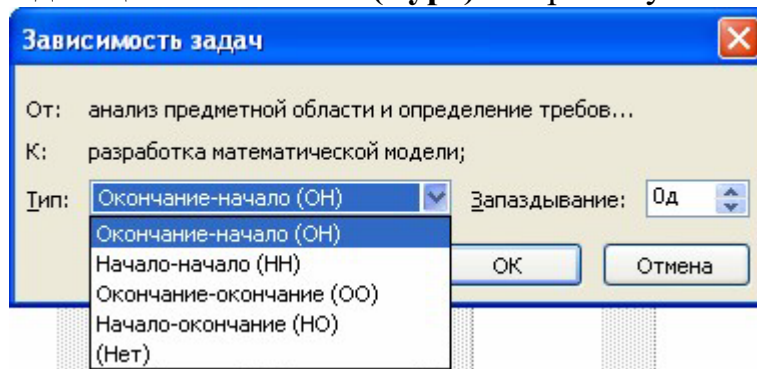 (Type)
Зависимость задач
От: анализ предметной области и определение требов...
К: разработка математической модели;
Тип: Окончание-начало (ОН) Запаздывание: 0д
Окончание-начало (ОН)
Начало-начало (НН)
ОК Отмена
Окончание-окончание (ОО)
Начало-окончание (НО)
(Нет)